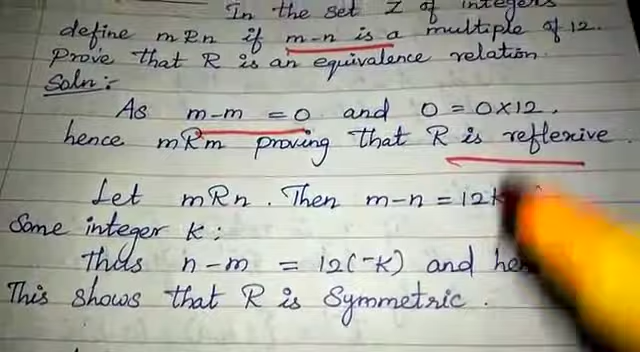 In the set Z of integers
define mRn if m-n is a multiple of 12.
Prove that R is an equivalence relation.
Soln:-
As m-m = 0 and 0 = 0×12,
hence mRm proving that R is reflexive.
Let mRn. Then m-n = 12k
Some integer k:
thus n-m = 12(-k) and
This shows that R is Symmetric.